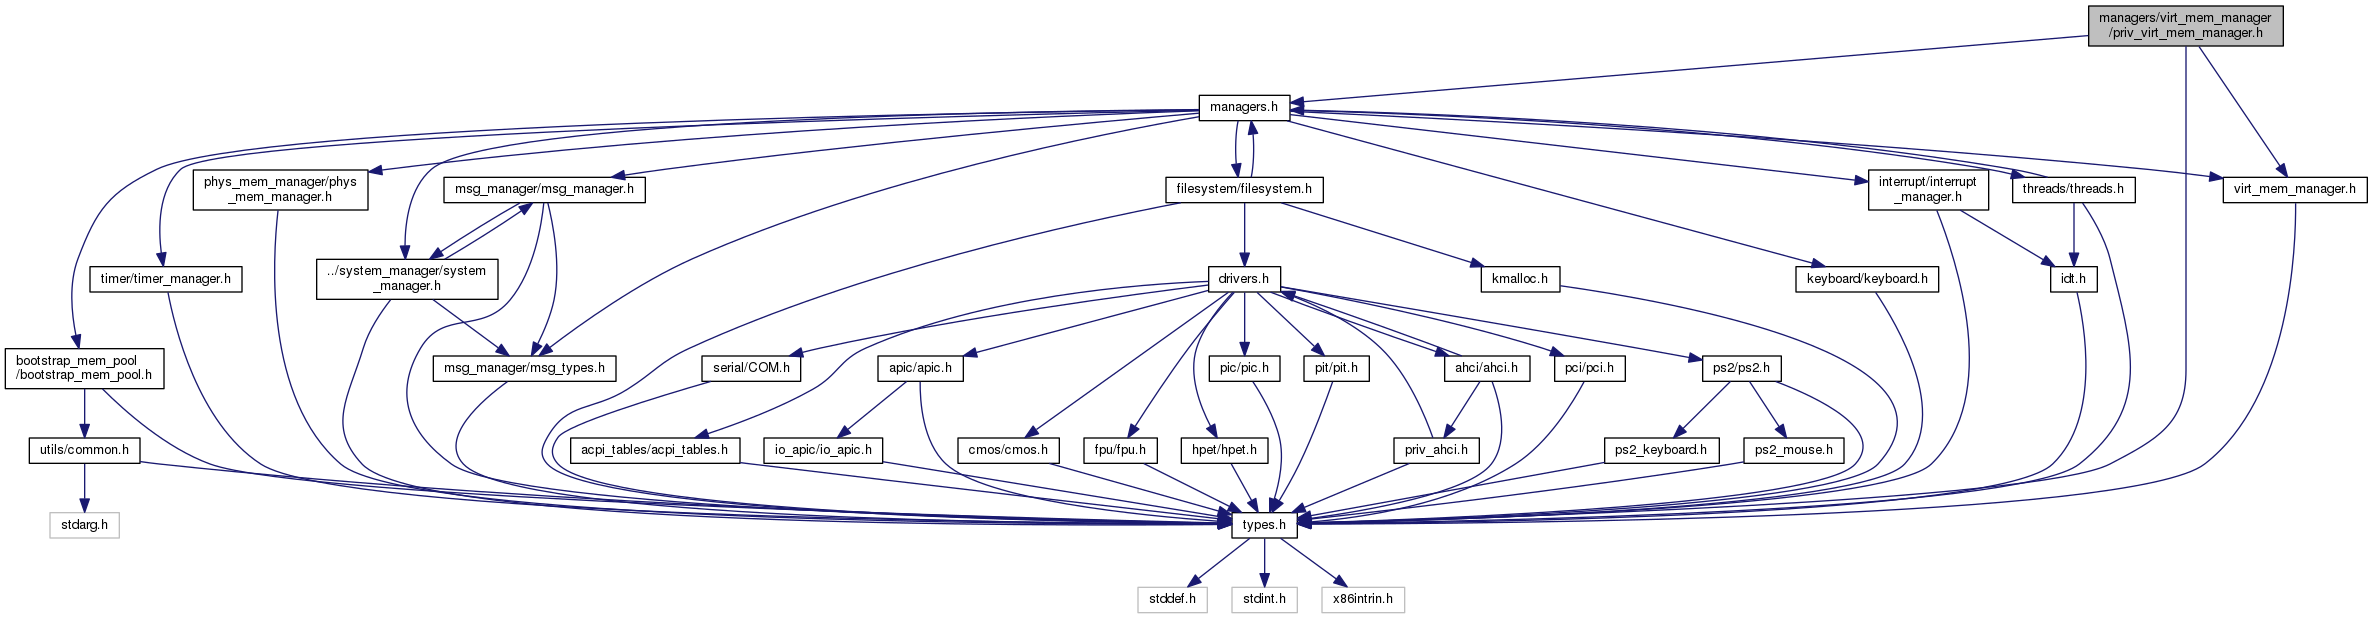 managers/virt_mem_manager
/priv_virt_mem_manager.h
managers.h
phys_mem_manager/phys
_mem_manager.h
msg_manager/msg_manager.h
filesystem/filesystem.h
interrupt/interrupt
_manager.h
threads/threads.h
virt_mem_manager.h
timer/timer_manager.h
../system_manager/system
_manager.h
drivers.h
kmalloc.h
keyboard/keyboard.h
idt.h
bootstrap_mem_pool
/bootstrap_mem_pool.h
msg_manager/msg_types.h
serial/COM.h
apic/apic.h
pic/pic.h
pit/pit.h
ahci/ahci.h
pci/pci.h
ps2/ps2.h
utils/common.h
acpi_tables/acpi_tables.h
io_apic/io_apic.h
cmos/cmos.h
fpu/fpu.h
hpet/hpet.h
priv_ahci.h
ps2_keyboard.h
ps2_mouse.h
stdarg.h
types.h
stddef.h
stdint.h
x86intrin.h